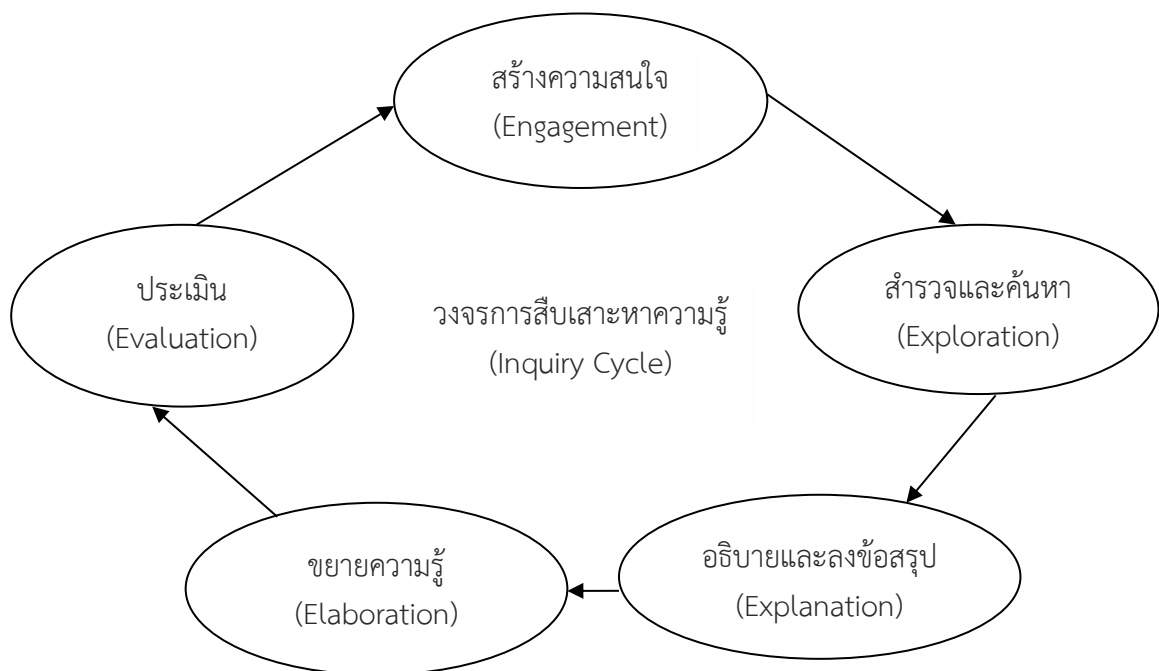 สร้างความสนใจ
(Engagement)
สำรวจและค้นหา
(Exploration)
อธิบายและลงข้อสรุป
(Explanation)
ขยายความรู้
(Elaboration)
ประเมิน
(Evaluation)
วงจรการสืบเสาะหาความรู้
(Inquiry Cycle)